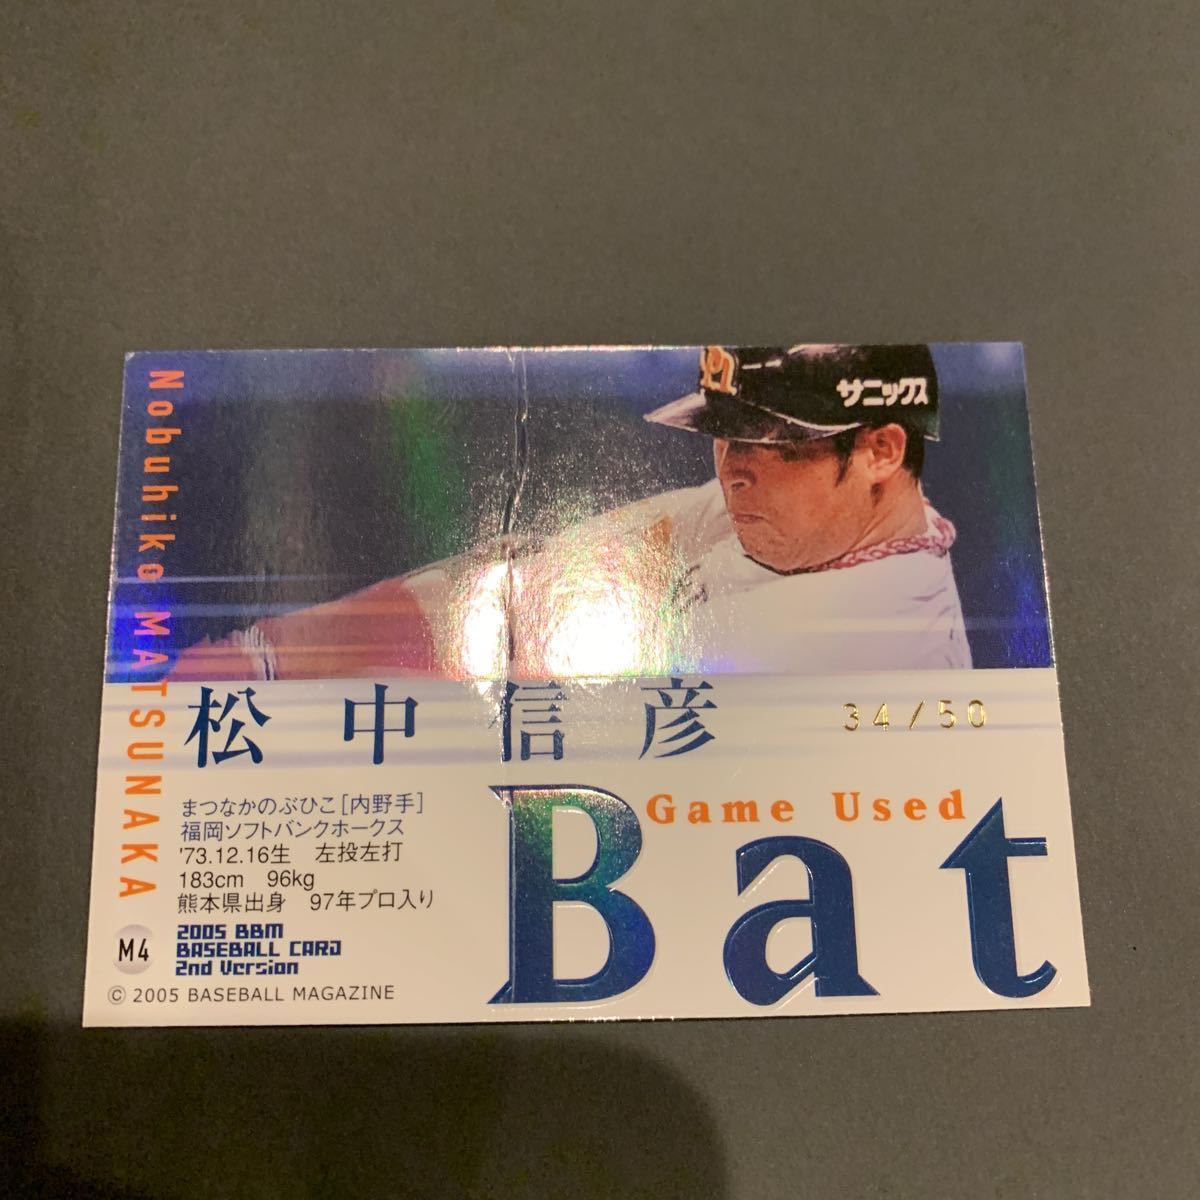 サニックス
Nobuhiko MATSUNAKA
松中信彦
34/50
Game Used
Bat
まつなかのぶひこ[内野手]
福岡ソフトバンクホークス
'73.12.16生 左投左打
183cm 96kg
熊本県出身 97年プロ入り
M4
2005 BBM
BASEBALL CARD
2nd Version
© 2005 BASEBALL MAGAZINE